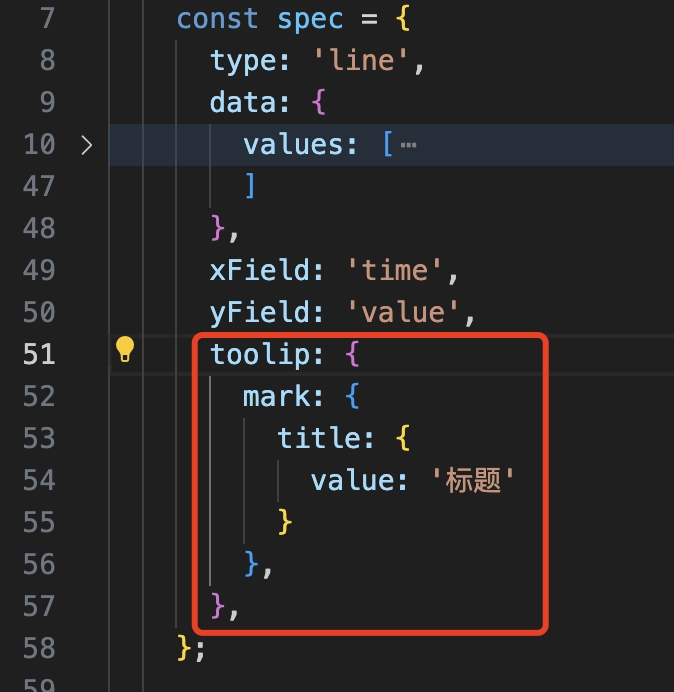 7 const spec = {
8 type: 'line',
9 data: {
10 values: [⋯
47 ]
48 },
49 xField: 'time',
50 yField: 'value',
51 toolip: {
52 mark: {
53 title: {
54 value: '标题'
55 }
56 },
57 },
58 };
59